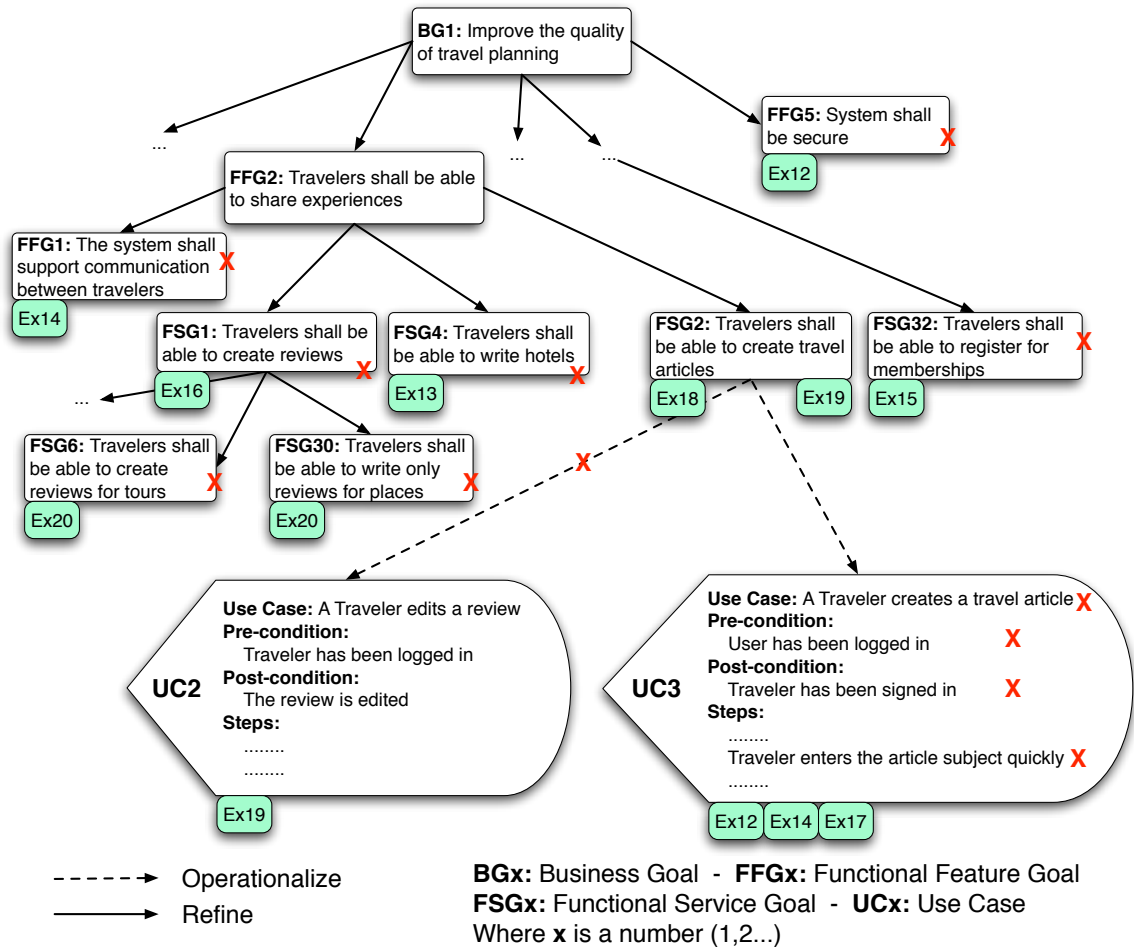 BG1: Improve the quality
of travel planning
FFG5: System shall
be secure
X
Ex12
...
...
...
FFG2: Travelers shall be able
to share experiences
FFG1: The system shall
support communication
between travelers
X
Ex14
FSG1: Travelers shall be
able to create reviews
X
Ex16
FSG4: Travelers shall
be able to write hotels
X
Ex13
FSG2: Travelers shall
be able to create travel
articles
Ex18
Ex19
FSG32: Travelers shall
be able to register for
memberships
X
Ex15
...
FSG6: Travelers shall
be able to create
reviews for tours
X
Ex20
FSG30: Travelers shall
be able to write only
reviews for places
X
Ex20
X
UC2
Use Case: A Traveler edits a review
Pre-condition:
Traveler has been logged in
Post-condition:
The review is edited
Steps:
........
........
Ex19
UC3
Use Case: A Traveler creates a travel article X
Pre-condition:
User has been logged in X
Post-condition:
Traveler has been signed in X
Steps:
........
Traveler enters the article subject quickly X
........
Ex12 Ex14 Ex17
Operationalize
Refine
BGx: Business Goal - FFGx: Functional Feature Goal
FSGx: Functional Service Goal - UCx: Use Case
Where x is a number (1,2...)